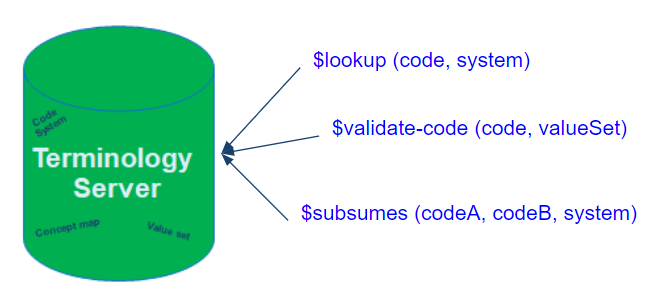 Code
System
Terminology
Server
Concept map
Value set
$lookup (code, system)
$validate-code (code, valueSet)
$subsumes (codeA, codeB, system)